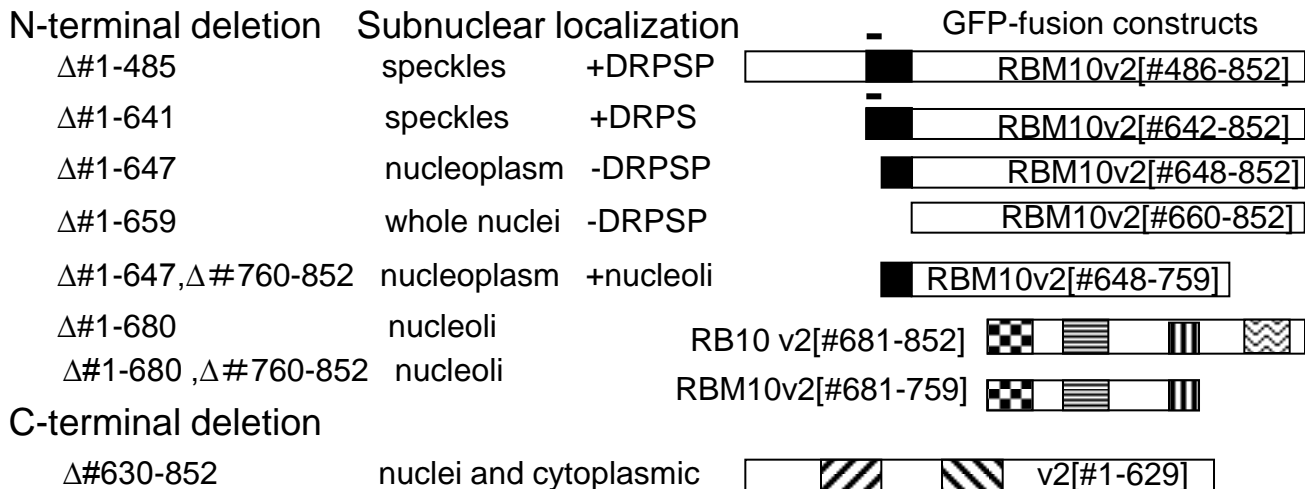 N-terminal deletion Subnuclear localization GFP-fusion constructs
Δ#1-485 speckles +DRPSP RBM10v2[#486-852]
Δ#1-641 speckles +DRPS RBM10v2[#642-852]
Δ#1-647 nucleoplasm -DRPSP RBM10v2[#648-852]
Δ#1-659 whole nuclei -DRPSP RBM10v2[#660-852]
Δ#1-647,Δ#760-852 nucleoplasm +nucleoli RBM10v2[#648-759]
Δ#1-680 nucleoli RB10 v2[#681-852]
Δ#1-680 ,Δ#760-852 nucleoli RBM10v2[#681-759]
C-terminal deletion
Δ#630-852 nuclei and cytoplasmic v2[#1-629]